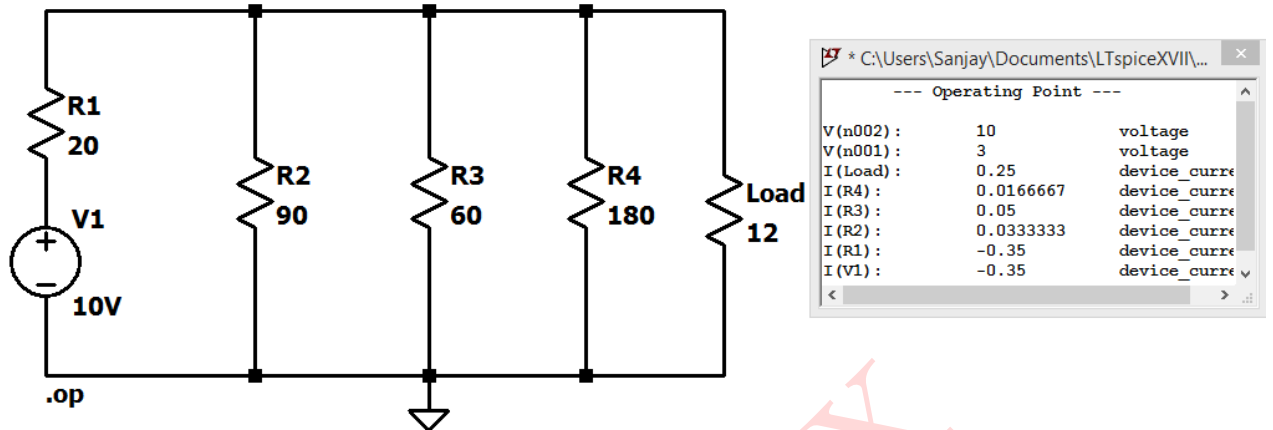 R1
20
V1
10V
.op
R2
90
R3
60
R4
180
Load
12
* C:\Users\Sanjay\Documents\LTspiceXVII\...
--- Operating Point ---
V(n002): 10 voltage
V(n001): 3 voltage
I(Load): 0.25 device_curre
I(R4): 0.0166667 device_curre
I(R3): 0.05 device_curre
I(R2): 0.0333333 device_curre
I(R1): -0.35 device_curre
I(V1): -0.35 device_curre